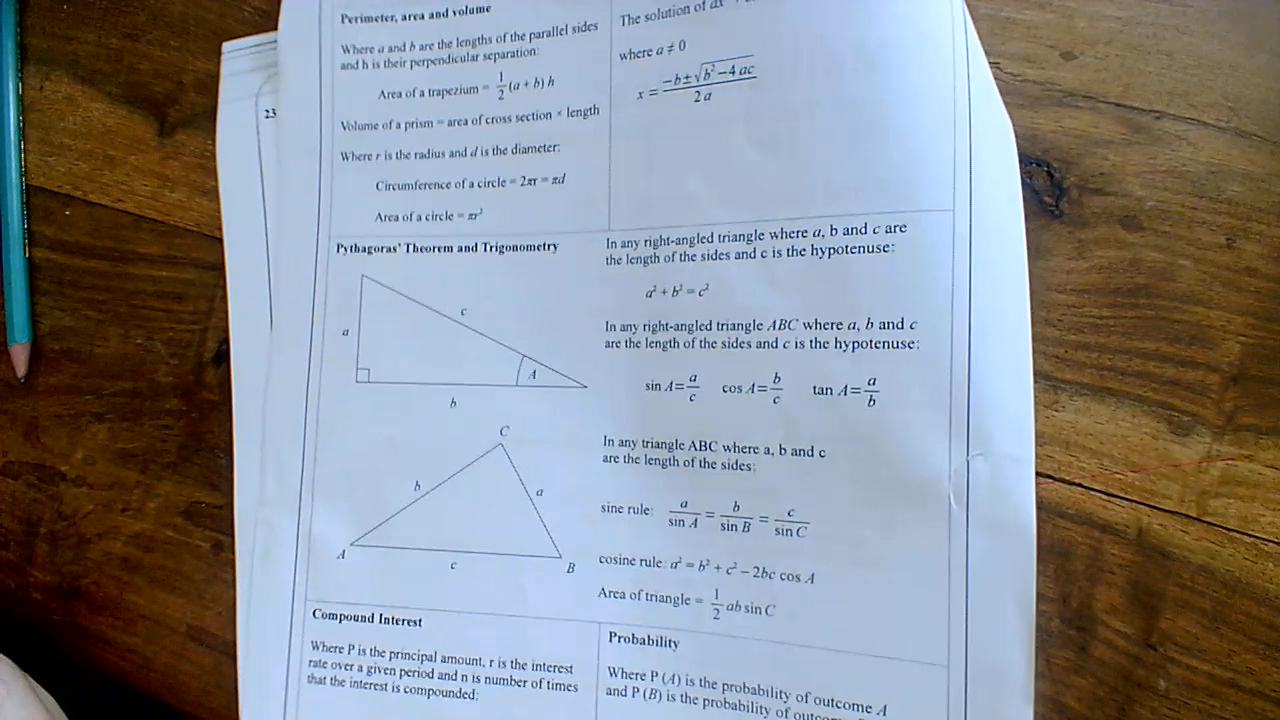 23
Perimeter, area and volume
Where a and b are the lengths of the parallel sides
and h is their perpendicular separation:
Area of a trapezium = 1/2 (a + b) h
Volume of a prism = area of cross section × length
Where r is the radius and d is the diameter:
Circumference of a circle = 2πr = πd
Area of a circle = πr²
The solution of
where a ≠ 0
x = (-b ± √(b² - 4ac)) / 2a
Pythagoras' Theorem and Trigonometry
a
c
A
b
C
b
a
A
c
B
In any right-angled triangle where a, b and c are
the length of the sides and c is the hypotenuse:
a² + b² = c²
In any right-angled triangle ABC where a, b and c
are the length of the sides and c is the hypotenuse:
sin A = a/c cos A = b/c tan A = a/b
In any triangle ABC where a, b and c
are the length of the sides:
sine rule: a/sin A = b/sin B = c/sin C
cosine rule: a² = b² + c² - 2bc cos A
Area of triangle = 1/2 ab sin C
Compound Interest
Where P is the principal amount, r is the interest
rate over a given period and n is number of times
that the interest is compounded:
Probability
Where P (A) is the probability of outcome A
and P (B) is the probability of